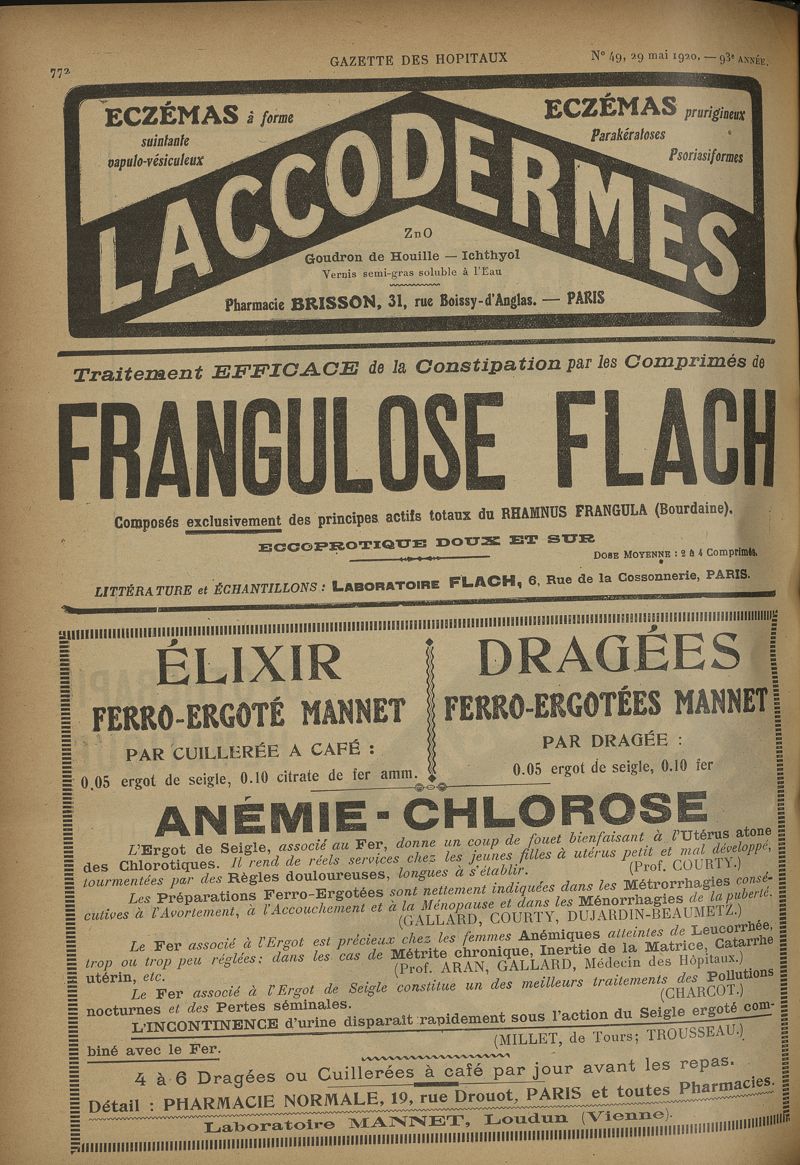 772
GAZETTE DES HOPITAUX
N° 49, 29 mai 1920. — 93e ANNÉE.
ECZÉMAS à forme
suintante
papulo-vésiculeux
ECZÉMAS prurigineux
Parakératoses
Psoriasiformes
LACCODERMES
ZnO
Goudron de Houille — Ichthyol
Vernis semi-gras soluble à l'Eau
Pharmacie BRISSON, 31, rue Boissy-d'Anglas. — PARIS
Traitement EFFICACE de la Constipation par les Comprimés de
FRANGULOSE FLACH
Composés exclusivement des principes actifs totaux du RHAMNUS FRANGULA (Bourdaine).
ECCOPROTIQUE DOUX ET SUR
DOSE MOYENNE : 2 à 4 Comprimés.
LITTÉRATURE et ÉCHANTILLONS : LABORATOIRE FLACH, 6, Rue de la Cossonnerie, PARIS.
ÉLIXIR
FERRO-ERGOTÉ MANNET
PAR CUILLERÉE A CAFÉ :
0.05 ergot de seigle, 0.10 citrate de fer amm.
DRAGÉES
FERRO-ERGOTÉES MANNET
PAR DRAGÉE :
0.05 ergot de seigle, 0.10 fer
ANÉMIE - CHLOROSE
L'Ergot de Seigle, associé au Fer, donne un coup de fouet bienfaisant à l'Utérus atone
des Chlorotiques. Il rend de réels services chez les jeunes filles à utérus petit et mal développé,
tourmentées par des Règles douloureuses, longues à s'établir. (Prof. COURTY.)
Les Préparations Ferro-Ergotées sont nettement indiquées dans les Métrorrhagies consé-
cutives à l'Avortement, à l'Accouchement et à la Ménopause et dans les Ménorrhagies de la puberté.
(GALLARD, COURTY, DUJARDIN-BEAUMETZ.)
Le Fer associé à l'Ergot est précieux chez les femmes Anémiques atteintes de Leucorrhée,
trop ou trop peu réglées; dans les cas de Métrite chronique, Inertie de la Matrice, Catarrhe
utérin, etc. (Prof. ARAN, GALLARD, Médecin des Hôpitaux.)
Le Fer associé à l'Ergot de Seigle constitue un des meilleurs traitements des Pollutions
nocturnes et des Pertes séminales. (CHARCOT.)
L'INCONTINENCE d'urine disparaît rapidement sous l'action du Seigle ergoté com-
biné avec le Fer. (MILLET, de Tours; TROUSSEAU.)
4 à 6 Dragées ou Cuillerées à café par jour avant les repas.
Détail : PHARMACIE NORMALE, 19, rue Drouot, PARIS et toutes Pharmacies.
Laboratoire MANNET, Loudun (Vienne).